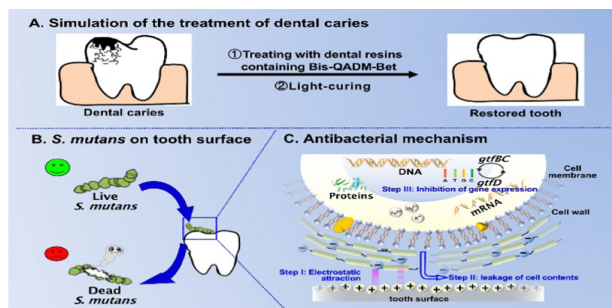 A. Simulation of the treatment of dental caries
①Treating with dental resins
containing Bis-QADM-Bet
②Light-curing
Dental caries
Restored tooth
B. S. mutans on tooth surface
Live
S. mutans
Dead
S. mutans
C. Antibacterial mechanism
DNA
A T G C
gtfBC
gtfD
Cell
membrane
Proteins
Step III: Inhibition of gene expression
mRNA
Cell wall
Step I: Electrostatic
attraction
Step II: leakage of cell contents
tooth surface